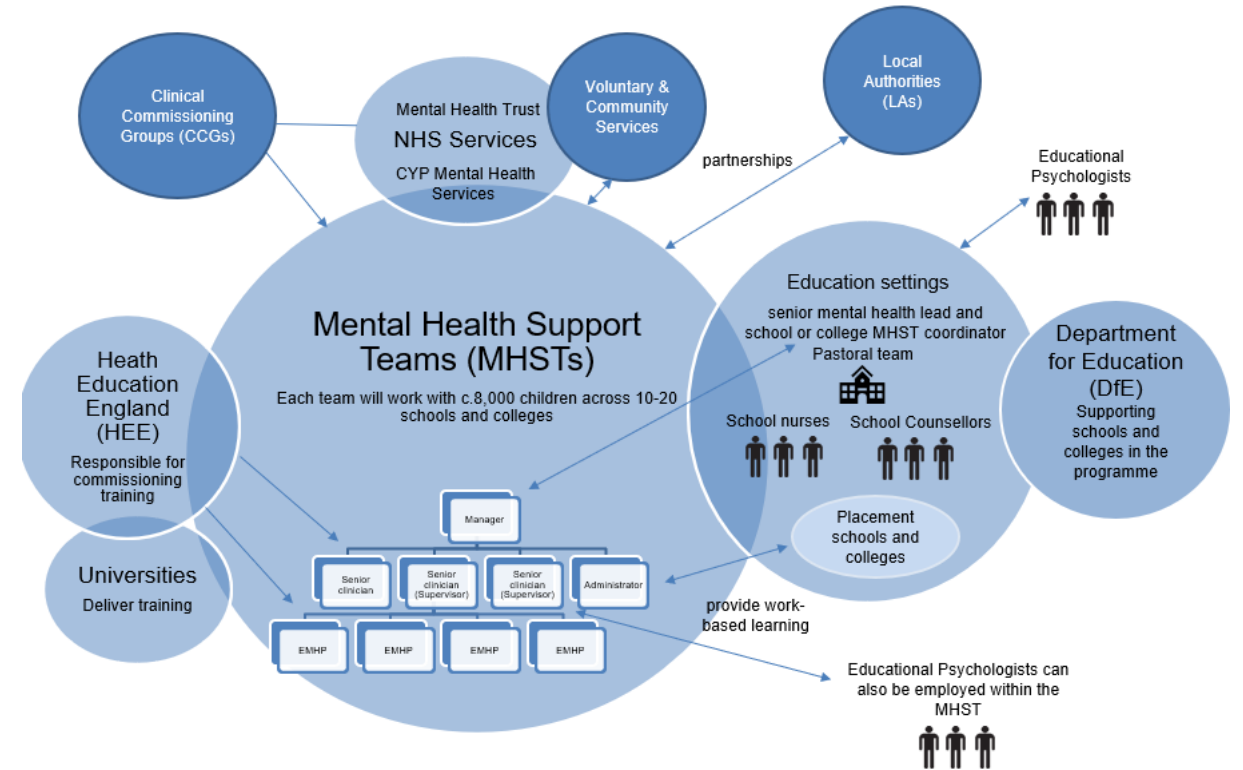 Clinical
Commissioning
Groups (CCGs)
Mental Health Trust
NHS Services
CYP Mental Health
Services
Voluntary &
Community
Services
Local
Authorities
(LAs)
partnerships
Educational
Psychologists
Mental Health Support
Teams (MHSTs)
Each team will work with c.8,000 children across 10-20
schools and colleges
Education settings
senior mental health lead and
school or college MHST coordinator
Pastoral team
School nurses
School Counsellors
Placement
schools and
colleges
Department
for Education
(DfE)
Supporting
schools and
colleges in the
programme
Heath
Education
England
(HEE)
Responsible for
commissioning
training
Universities
Deliver training
Manager
Senior
clinician
Senior
clinician
(Supervisor)
Senior
clinician
(Supervisor)
Administrator
EMHP
EMHP
EMHP
EMHP
provide work-
based learning
Educational Psychologists can
also be employed within the
MHST